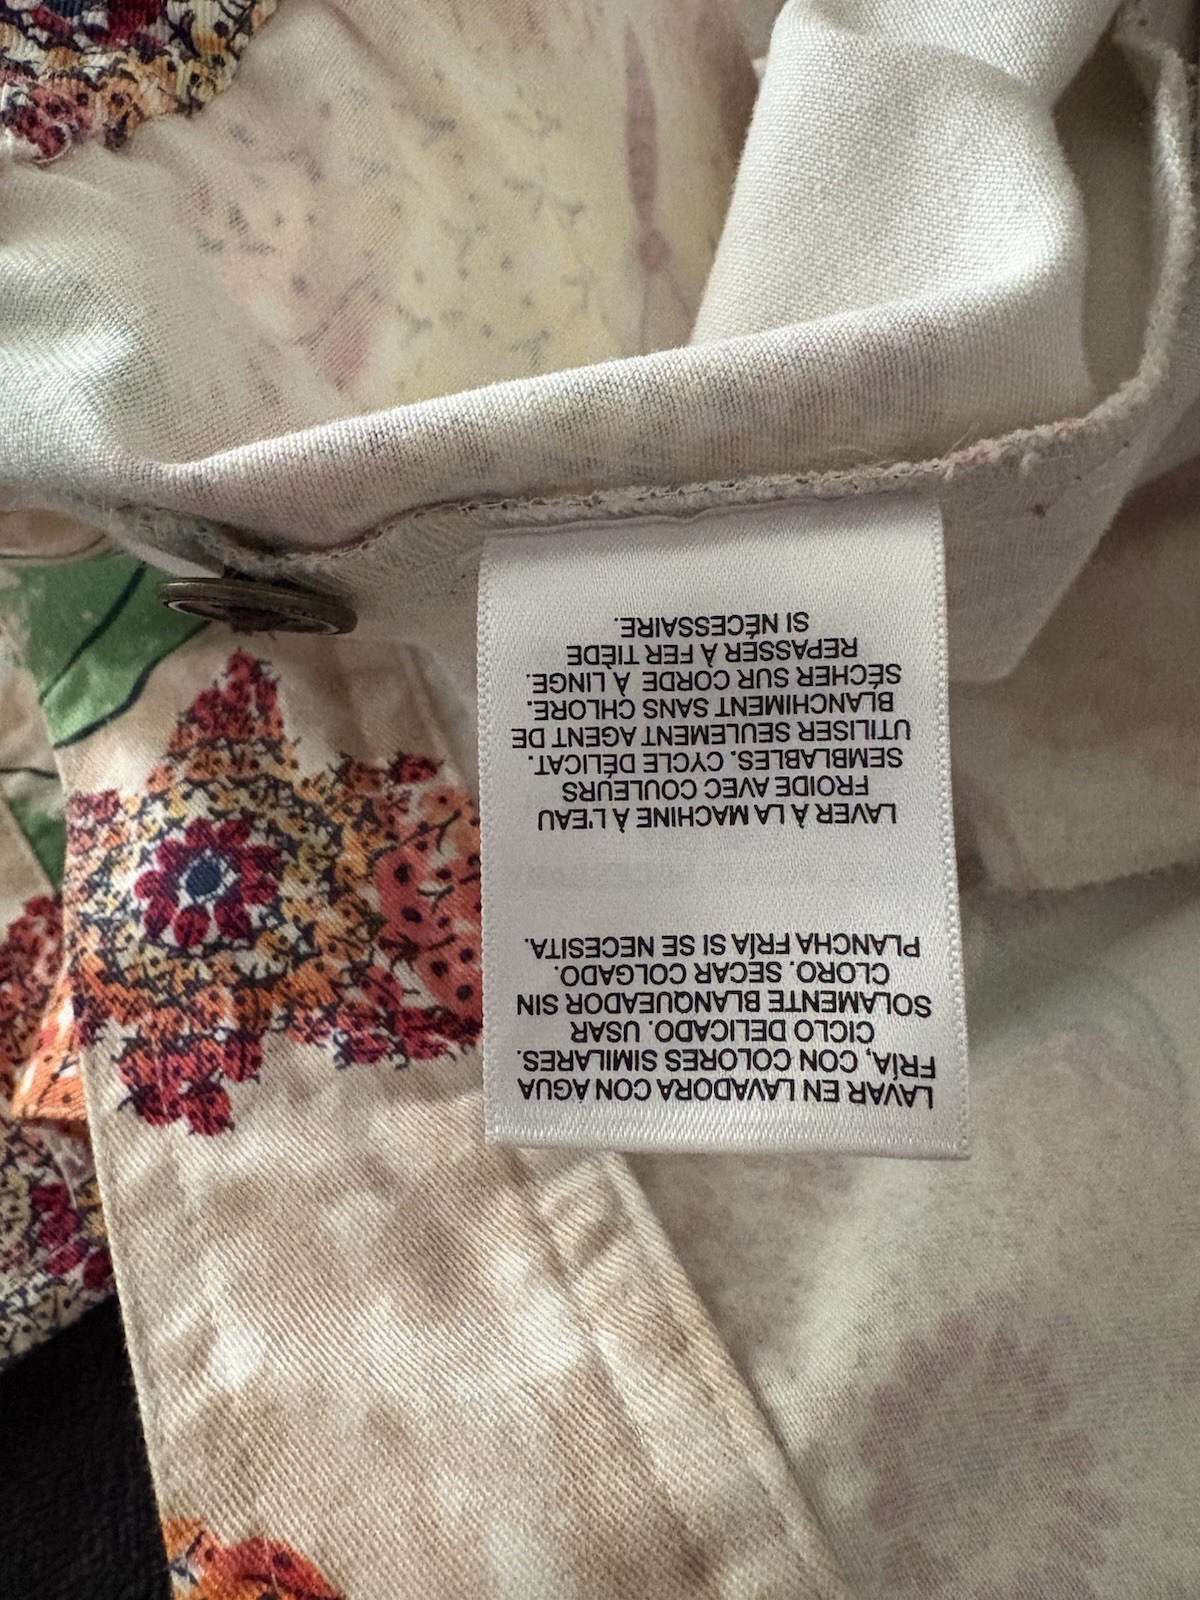 LAVAR EN LAVADORA CON AGUA
FRÍA, CON COLORES SIMILARES.
CICLO DELICADO. USAR
SOLAMENTE BLANQUEADOR SIN
CLORO. SECAR COLGADO.
PLANCHA FRÍA SI SE NECESITA.
LAVER À LA MACHINE À L'EAU
FROIDE AVEC COULEURS
SEMBLABLES. CYCLE DÉLICAT.
UTILISER SEULEMENT AGENT DE
BLANCHIMENT SANS CHLORE.
SÉCHER SUR CORDE À LINGE.
REPASSER À FER TIÈDE
SI NÉCESSAIRE.